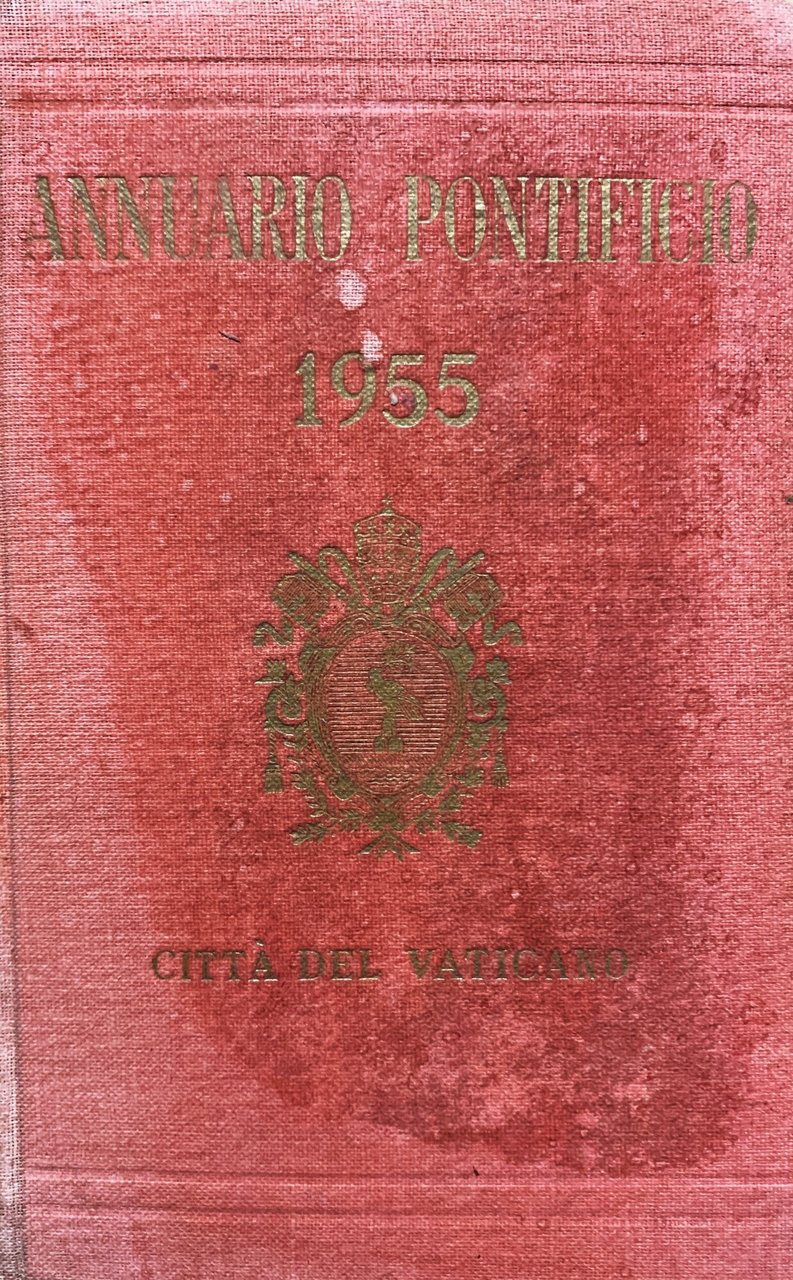 ANNUARIO PONTIFICIO
1955
CITTÀ DEL VATICANO